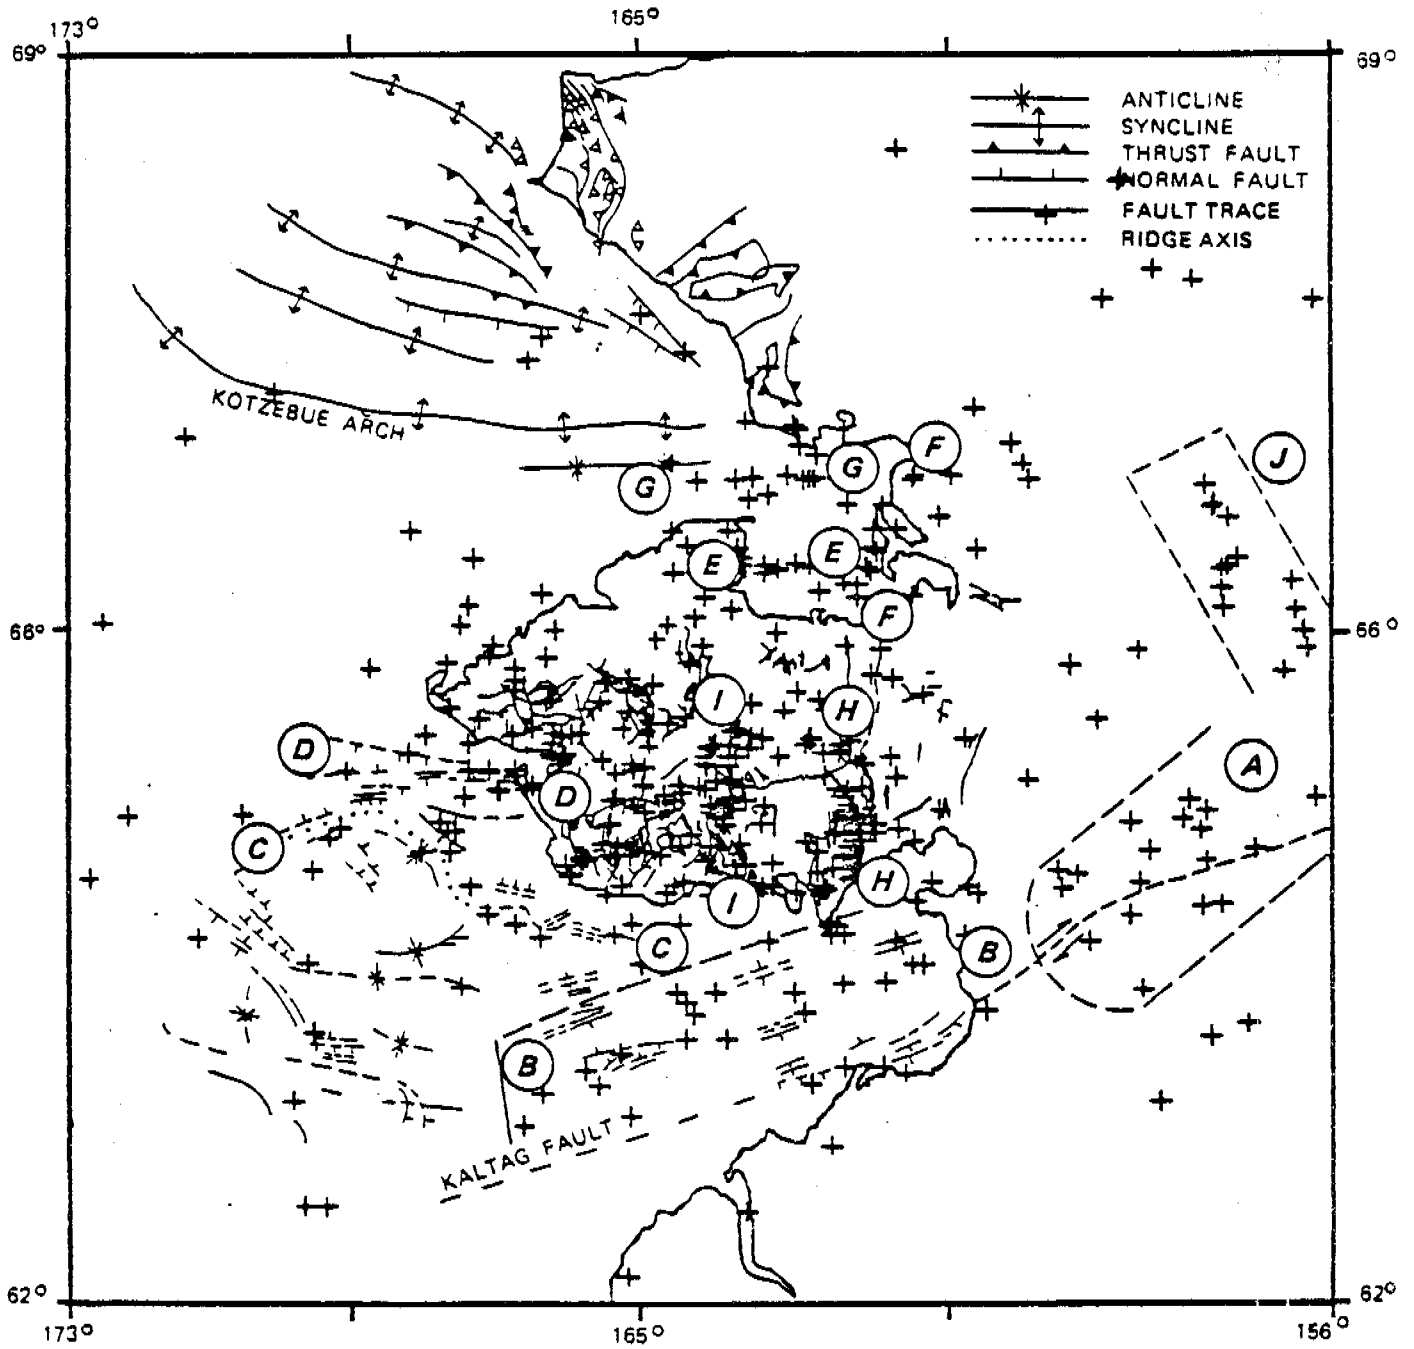 173°
165°
69°
69°
ANTICLINE
SYNCLINE
THRUST FAULT
NORMAL FAULT
FAULT TRACE
RIDGE AXIS
KOTZEBUE ARCH
F
J
G
G
E
E
F
66°
66°
I
H
D
A
D
C
H
I
C
B
B
KALTAG FAULT
62°
62°
173°
165°
156°